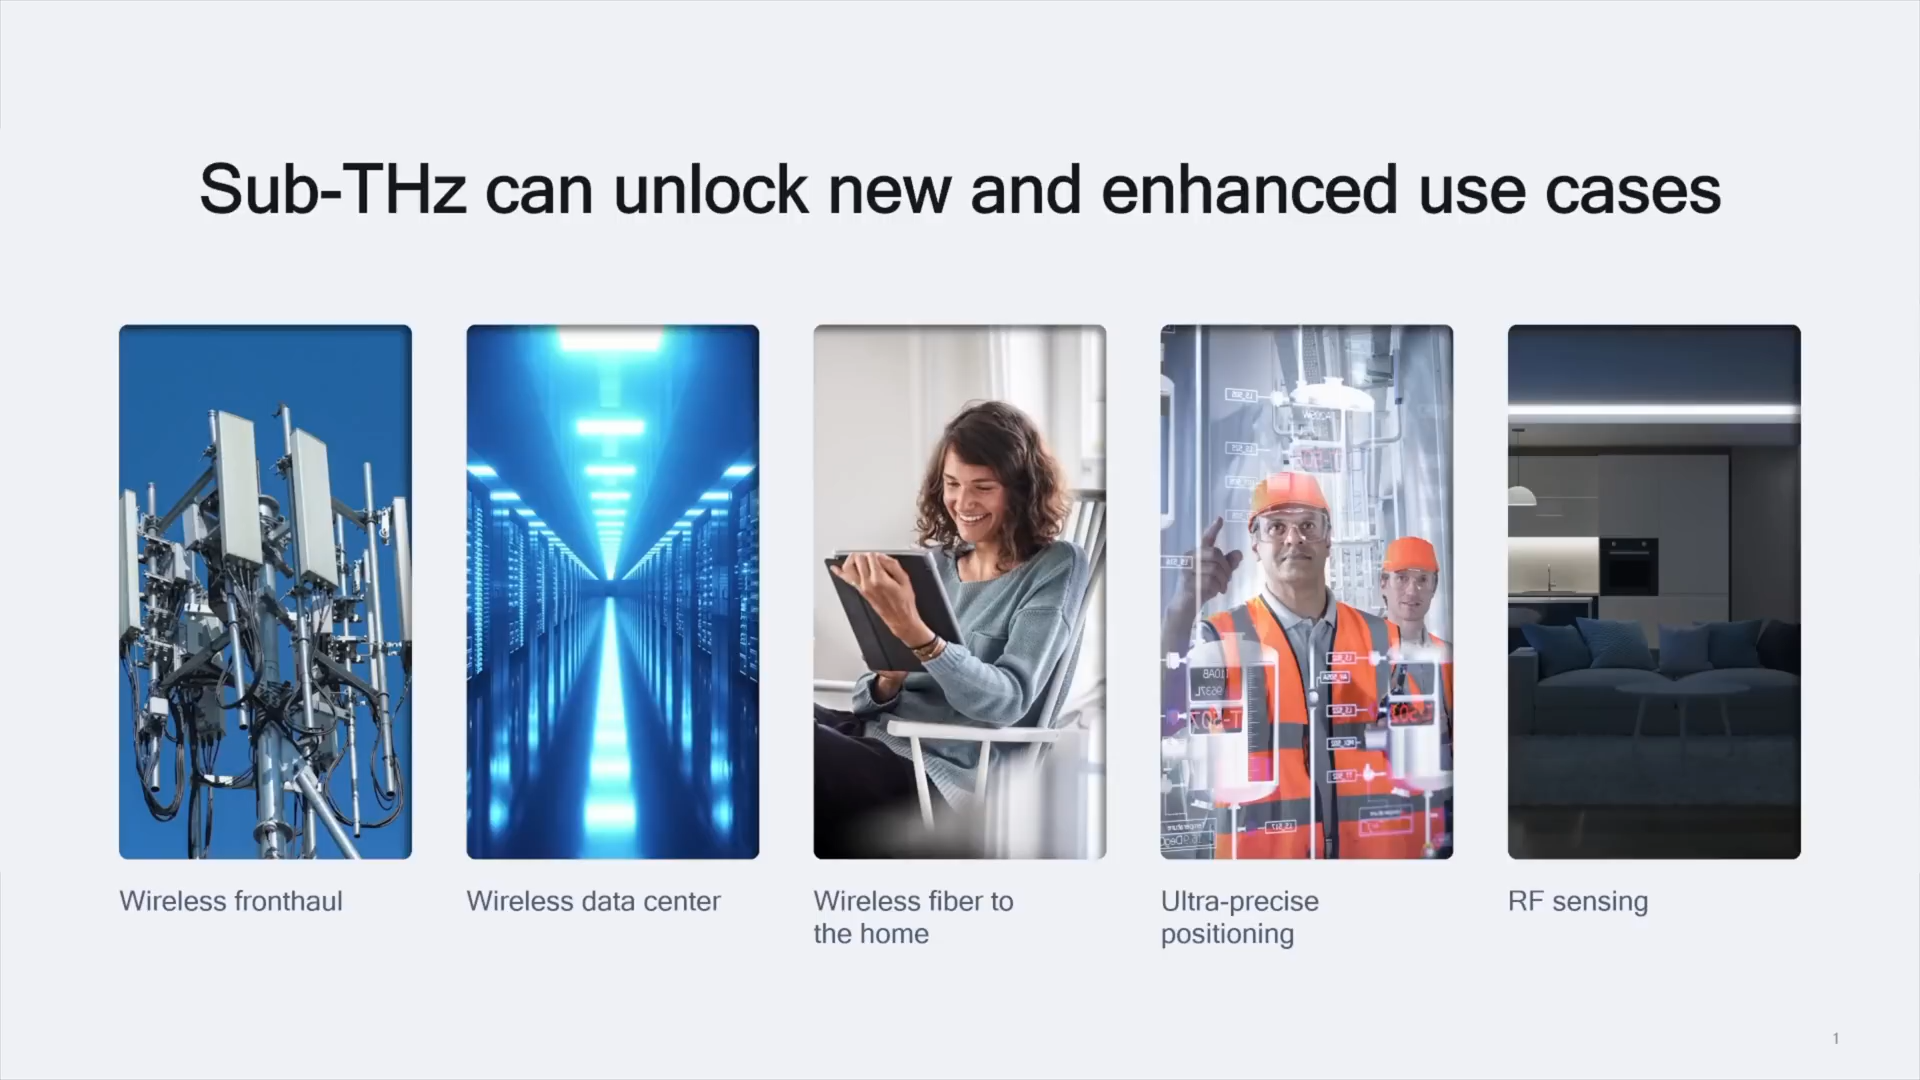 Sub-THz can unlock new and enhanced use cases
Wireless fronthaul
Wireless data center
Wireless fiber to
the home
Ultra-precise
positioning
RF sensing
1